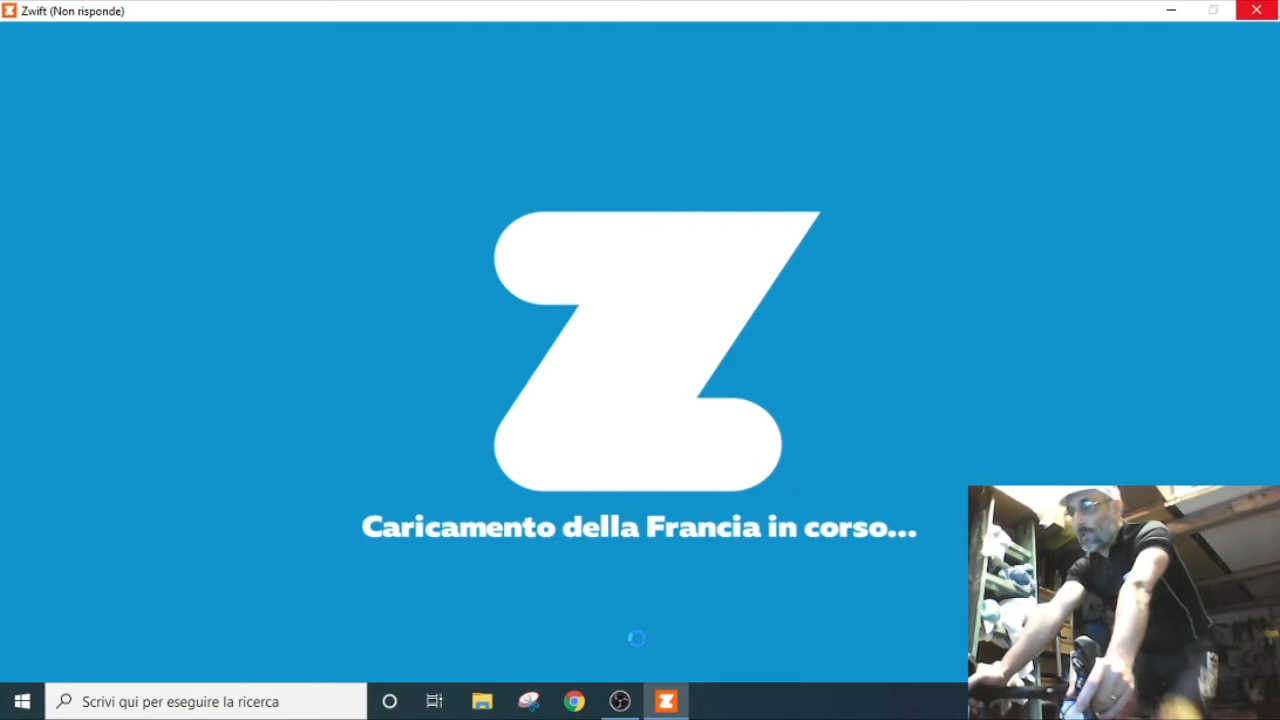 Zwift (Non risponde)
Caricamento della Francia in corso...
Scrivi qui per eseguire la ricerca